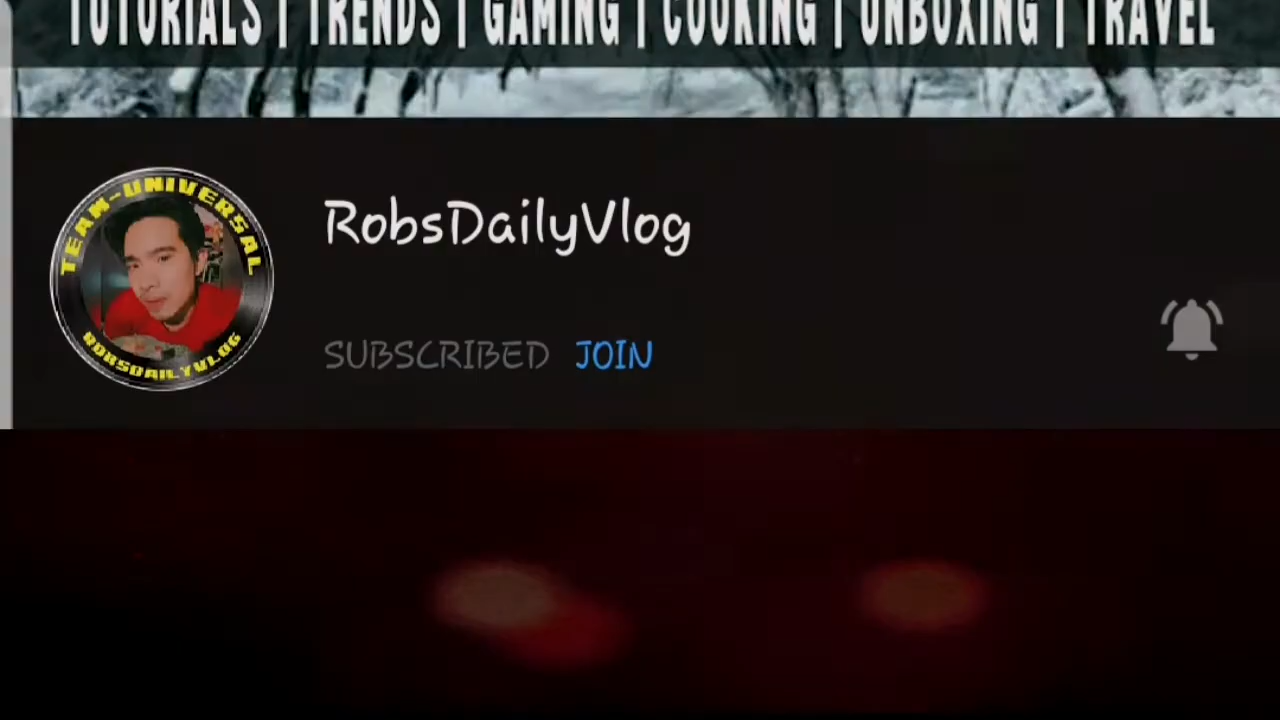 TUTORIALS | TRENDS | GAMING | COOKING | UNBOXING | TRAVEL
TEAM-UNIVERSAL
ROBSDAILYVLOG
RobsDailyVlog
SUBSCRIBED JOIN